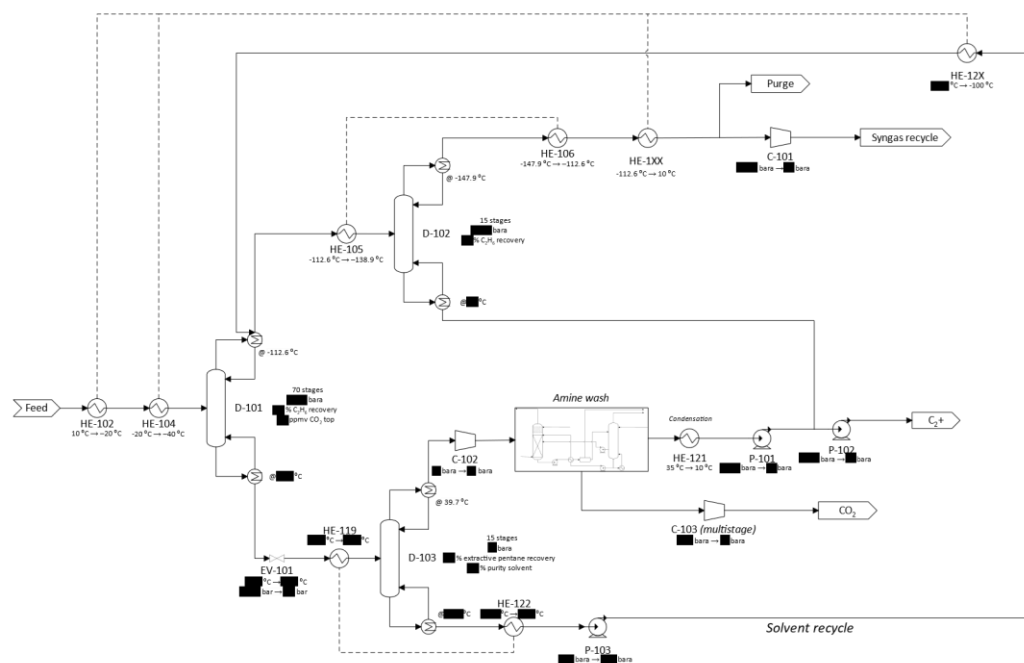 HE-12X
°C → -100 °C
Purge
Syngas recycle
C-101
bara → bara
HE-106
-147.9 °C → −112.6 °C
HE-1XX
-112.6 °C → 10 °C
@ -147.9 °C
15 stages
bara
% C₂H₆ recovery
D-102
HE-105
-112.6 °C → −138.9 °C
@ °C
@ -112.6 °C
70 stages
bara
% C₂H₆ recovery
ppmv CO₂ top
D-101
Feed
HE-102
10 °C → −20 °C
HE-104
-20 °C → −40 °C
@ °C
Amine wash
C-102
bara → bara
Condensation
HE-121
35 °C → 10 °C
P-101
bara → bara
P-102
bara → bara
C₂+
@ 39.7 °C
CO₂
C-103 (multistage)
bara → bara
HE-119
°C → °C
15 stages
bara
% extractive pentane recovery
% purity solvent
D-103
EV-101
°C → °C
bar → bar
@ °C
HE-122
°C → °C
Solvent recycle
P-103
bara → bara